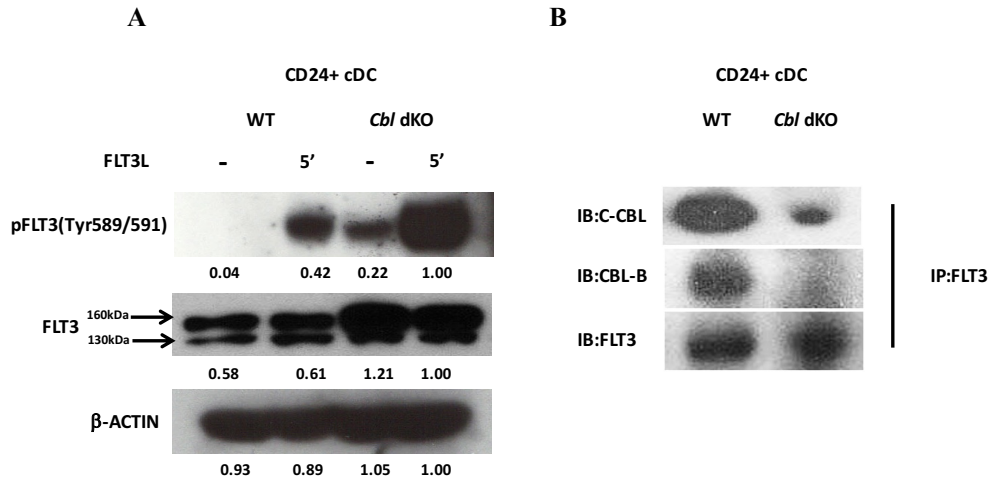 A
CD24+ cDC
WT Cbl dKO
FLT3L - 5’ - 5’
pFLT3(Tyr589/591)
0.04 0.42 0.22 1.00
160kDa
FLT3
130kDa
0.58 0.61 1.21 1.00
β-ACTIN
0.93 0.89 1.05 1.00
B
CD24+ cDC
WT Cbl dKO
IB:C-CBL
IB:CBL-B
IB:FLT3
IP:FLT3